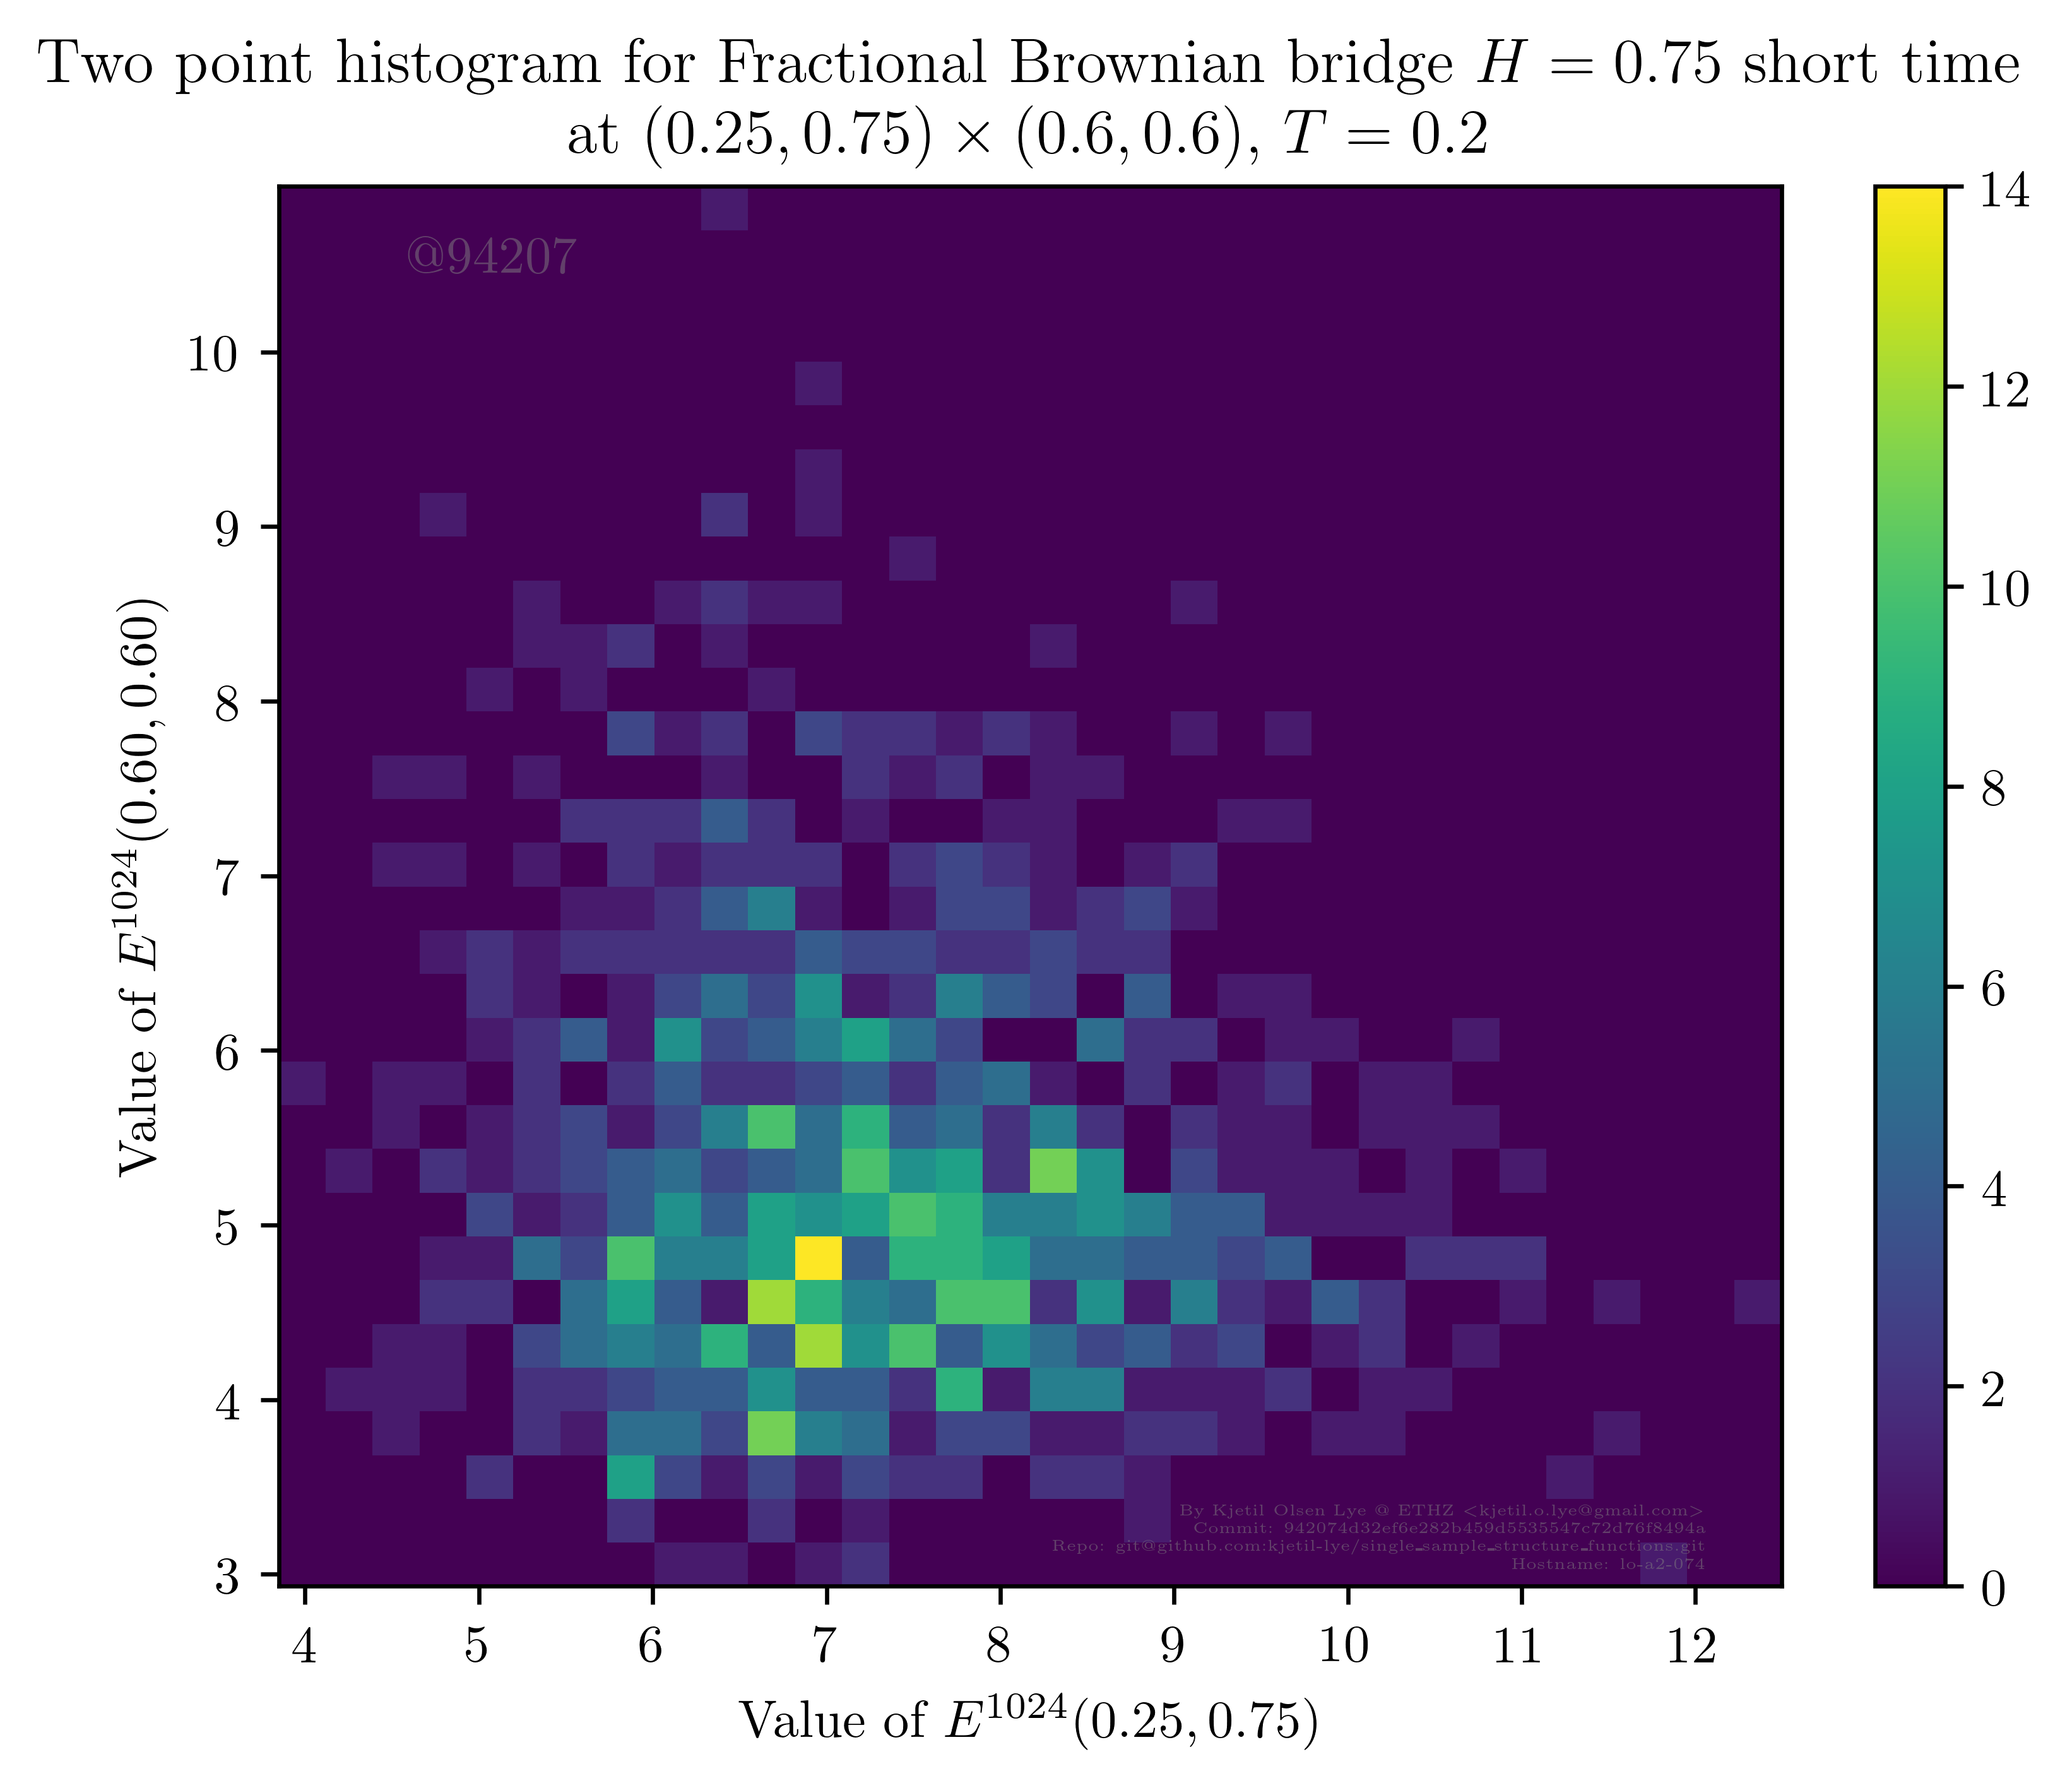 Two point histogram for Fractional Brownian bridge H = 0.75 short time
at (0.25, 0.75) × (0.6, 0.6), T = 0.2
@94207
14
12
10
8
6
4
2
0
10
9
8
7
6
5
4
3
Value of E^1024(0.60, 0.60)
By Kjetil Olsen Lye @ ETHZ <kjetil.o.lye@gmail.com>
Commit: 942074d32ef6e282b459d5535547c72d76f8494a
Repo: git@github.com:kjetil-lye/single_sample_structure_functions.git
Hostname: lo-a2-074
4 5 6 7 8 9 10 11 12
Value of E^1024(0.25, 0.75)